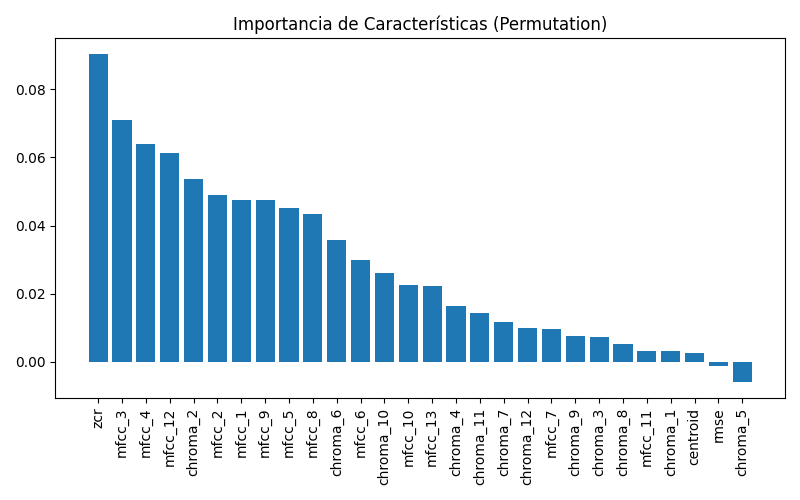 Importancia de Características (Permutation)
0.08
0.06
0.04
0.02
0.00
zcr
mfcc_3
mfcc_4
mfcc_12
chroma_2
mfcc_2
mfcc_1
mfcc_9
mfcc_5
mfcc_8
chroma_6
mfcc_6
chroma_10
mfcc_10
mfcc_13
chroma_4
chroma_11
chroma_7
chroma_12
mfcc_7
chroma_9
chroma_3
chroma_8
mfcc_11
chroma_1
centroid
rmse
chroma_5